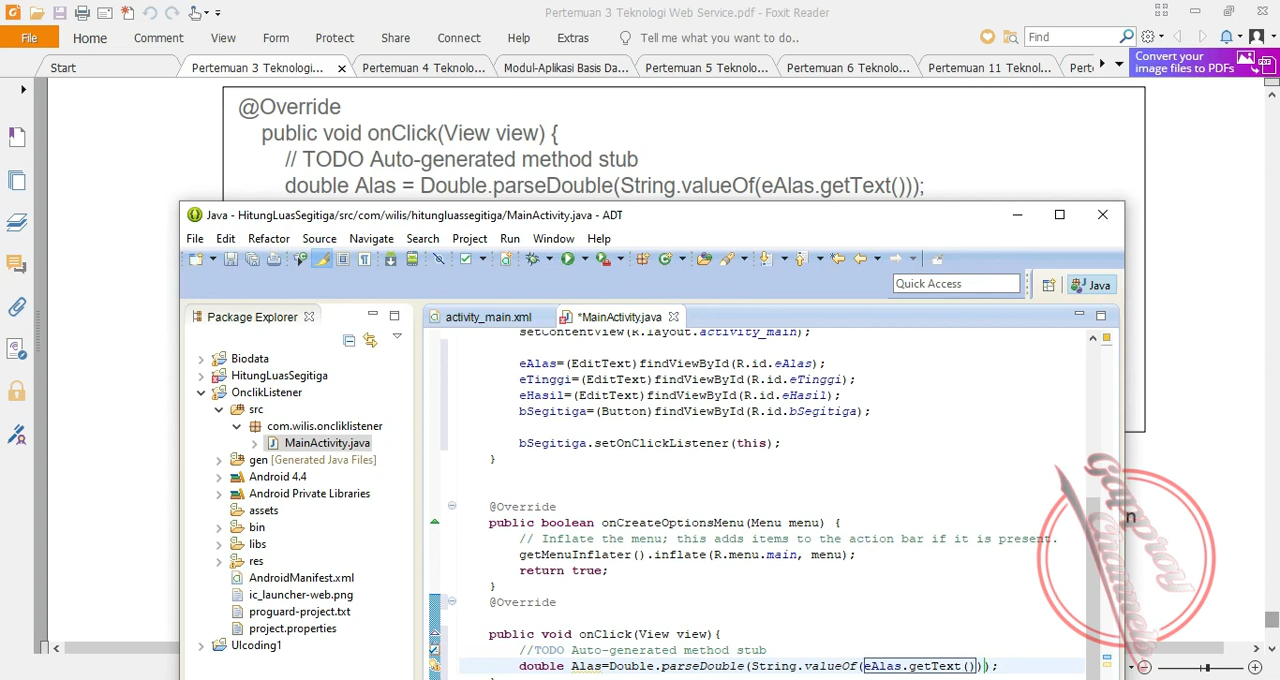 Pertemuan 3 Teknologi Web Service.pdf - Foxit Reader
File Home Comment View Form Protect Share Connect Help Extras Tell me what you want to do.. Find
Start Pertemuan 3 Teknologi... Pertemuan 4 Tekno... Modul-Aplikasi Basis Da... Pertemuan 5 Teknolo... Pertemuan 6 Teknolo... Pertemuan 11 Teknol... Perte
Convert your
image files to PDFs
@Override
public void onClick(View view) {
// TODO Auto-generated method stub
double Alas = Double.parseDouble(String.valueOf(eAlas.getText()));
Java - HitungLuasSegitiga/src/com/wilis/hitungluassegitiga/MainActivity.java - ADT
File Edit Refactor Source Navigate Search Project Run Window Help
Quick Access Java
Package Explorer
Biodata
HitungLuasSegitiga
OnclikListener
src
com.wilis.oncliklistener
MainActivity.java
gen [Generated Java Files]
Android 4.4
Android Private Libraries
assets
bin
libs
res
AndroidManifest.xml
ic_launcher-web.png
proguard-project.txt
project.properties
UIcoding1
activity_main.xml *MainActivity.java
setContentView(R.layout.activity_main);
eAlas=(EditText)findViewById(R.id.eAlas);
eTinggi=(EditText)findViewById(R.id.eTinggi);
eHasil=(EditText)findViewById(R.id.eHasil);
bSegitiga=(Button)findViewById(R.id.bSegitiga);
bSegitiga.setOnClickListener(this);
}
@Override
public boolean onCreateOptionsMenu(Menu menu) {
// Inflate the menu; this adds items to the action bar if it is present.
getMenuInflater().inflate(R.menu.main, menu);
return true;
}
@Override
public void onClick(View view){
//TODO Auto-generated method stub
double Alas=Double.parseDouble(String.valueOf(eAlas.getText()));
n